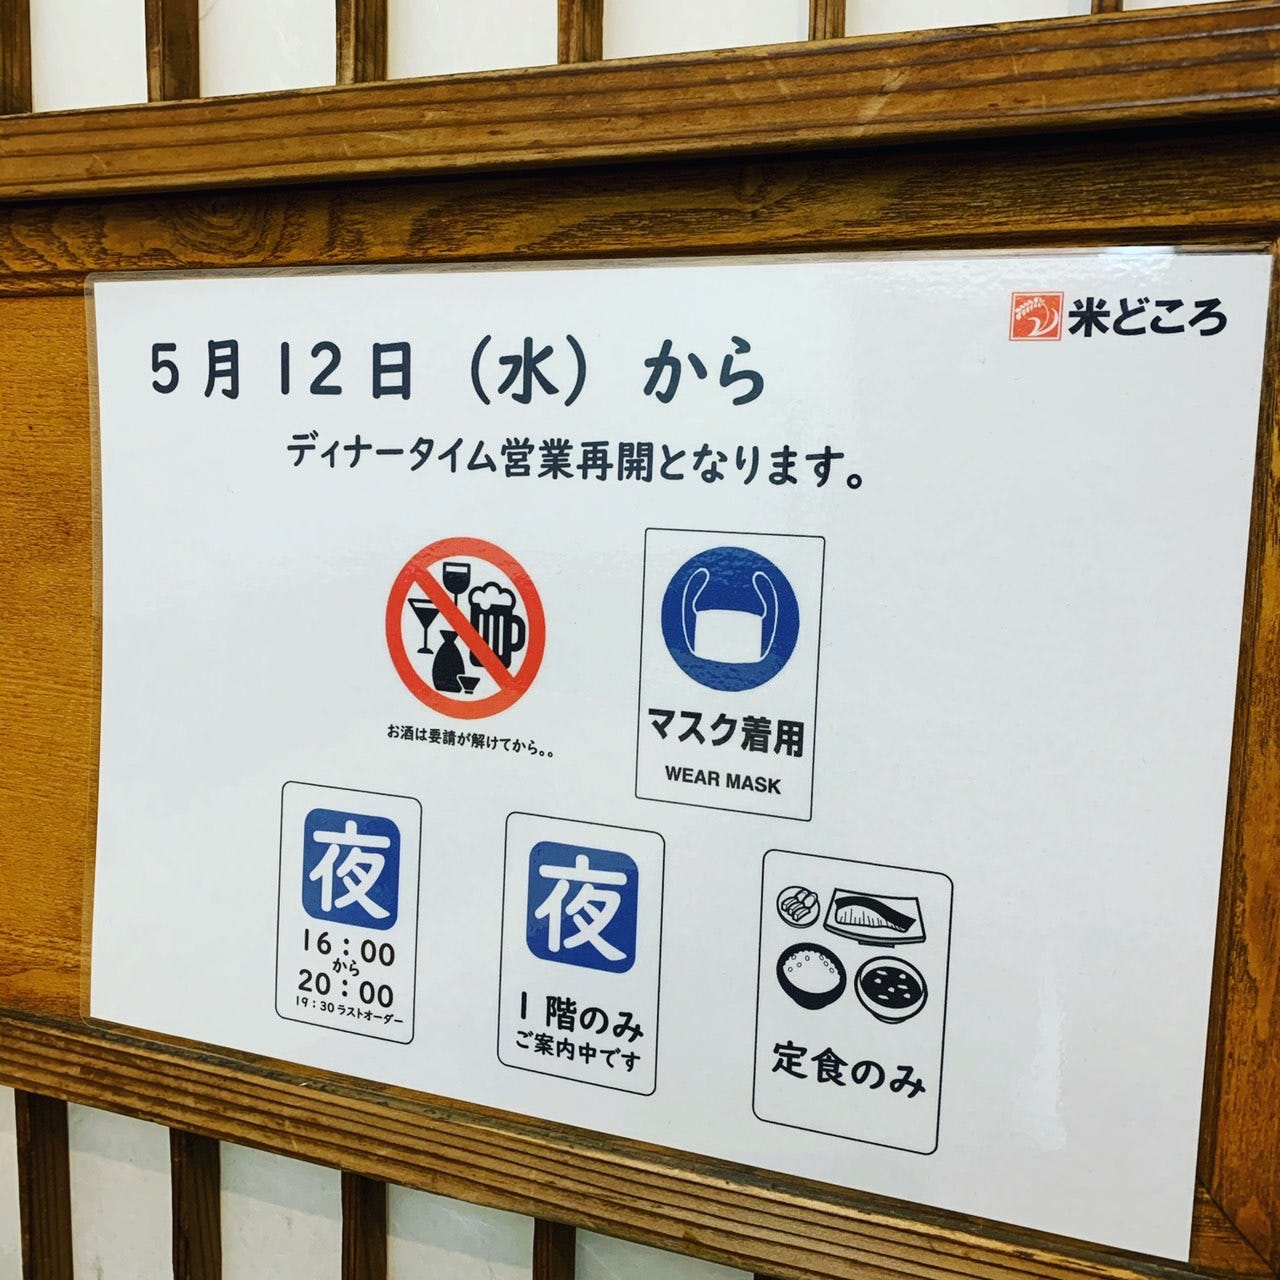 米どころ
5月12日（水）から
ディナータイム営業再開となります。
お酒は要請が解けてから。。
マスク着用
WEAR MASK
夜
16：00
から
20：00
19：30ラストオーダー
夜
1階のみ
ご案内中です
定食のみ